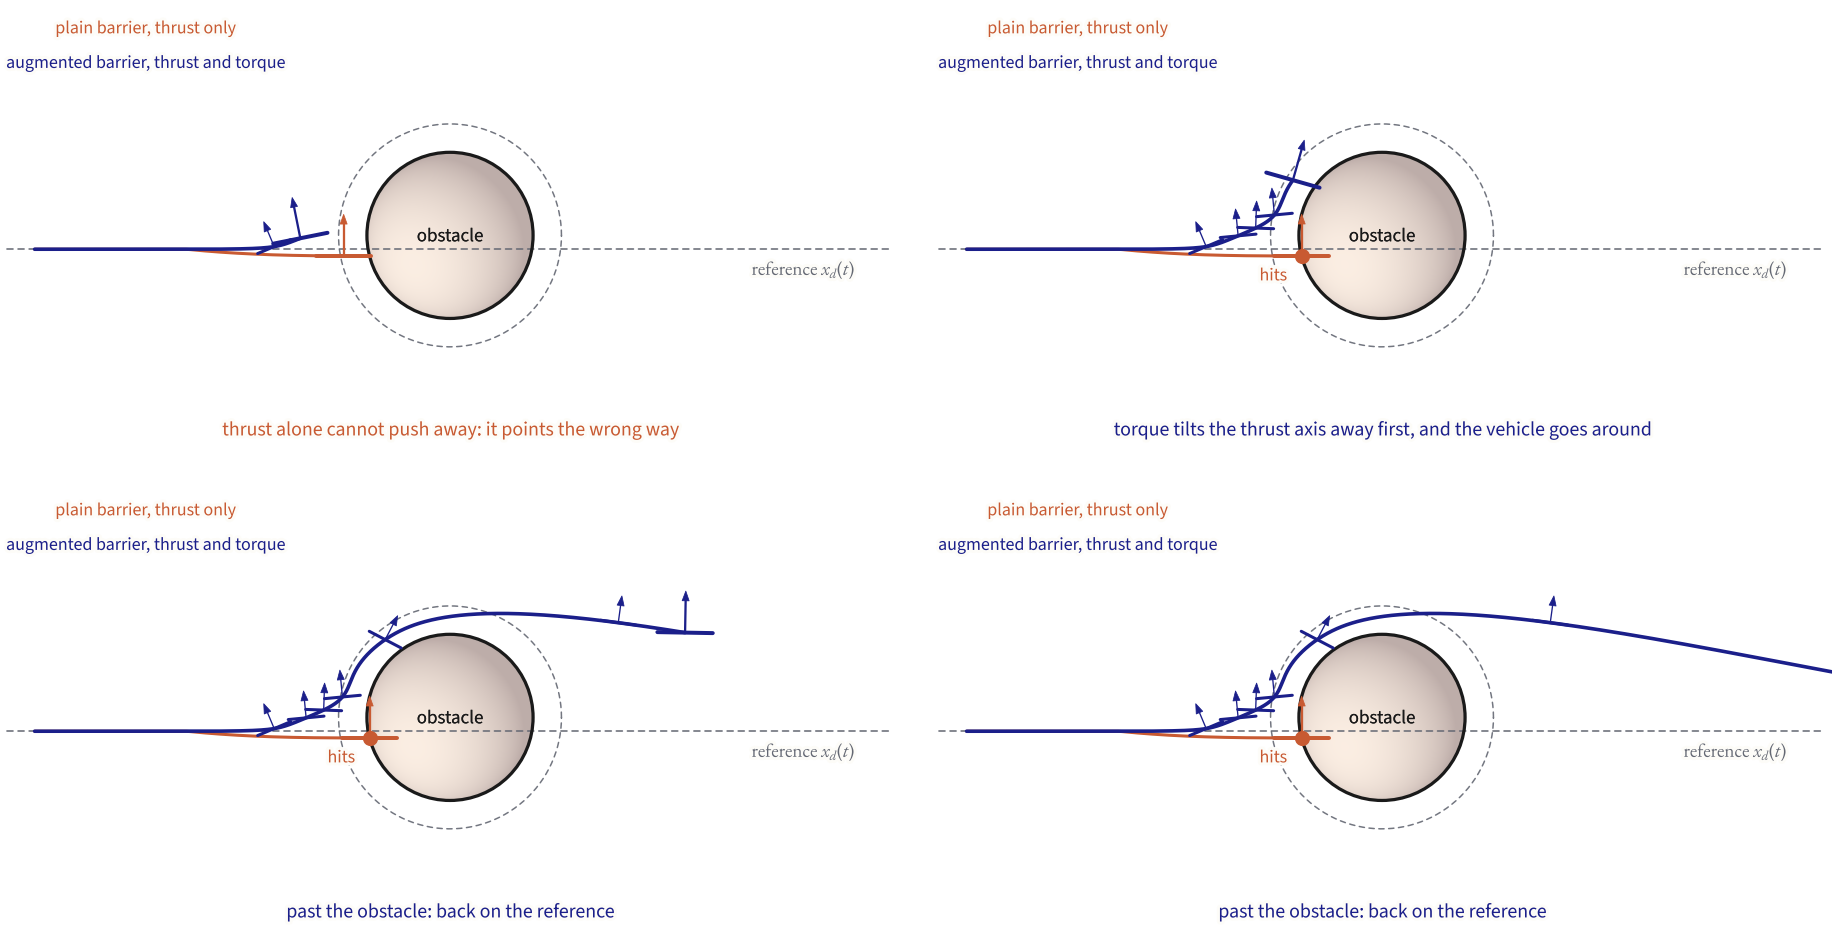 plain barrier, thrust only
augmented barrier, thrust and torque
obstacle
reference x_d(t)
thrust alone cannot push away: it points the wrong way
plain barrier, thrust only
augmented barrier, thrust and torque
obstacle
hits
reference x_d(t)
torque tilts the thrust axis away first, and the vehicle goes around
plain barrier, thrust only
augmented barrier, thrust and torque
obstacle
hits
reference x_d(t)
past the obstacle: back on the reference
plain barrier, thrust only
augmented barrier, thrust and torque
obstacle
hits
reference x_d(t)
past the obstacle: back on the reference